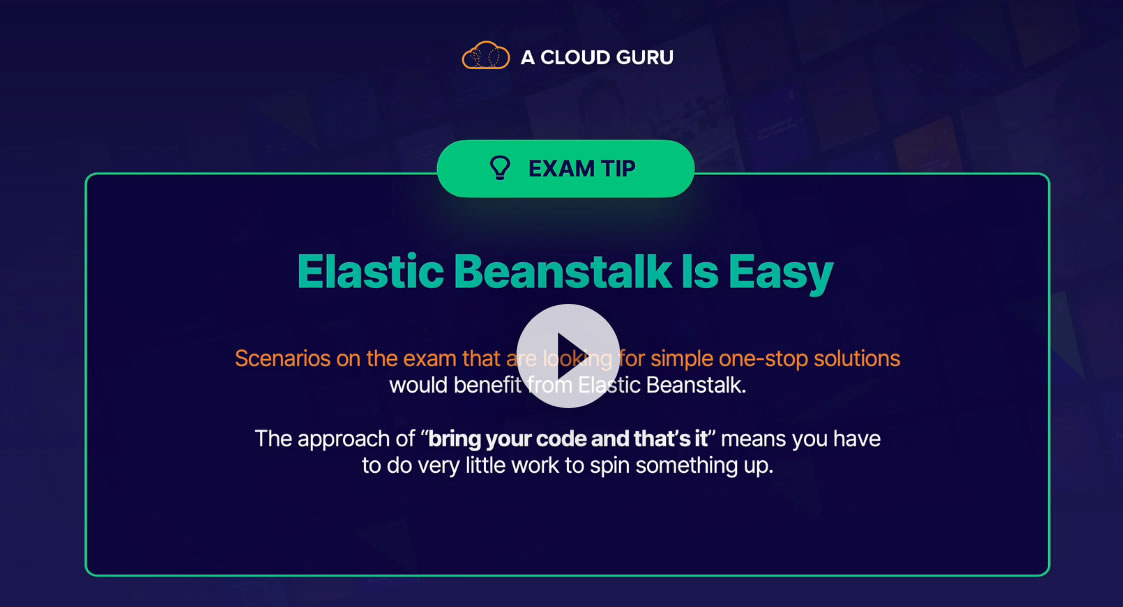 A CLOUD GURU
EXAM TIP
Elastic Beanstalk Is Easy
Scenarios on the exam that are looking for simple one-stop solutions
would benefit from Elastic Beanstalk.
The approach of “bring your code and that’s it” means you have
to do very little work to spin something up.